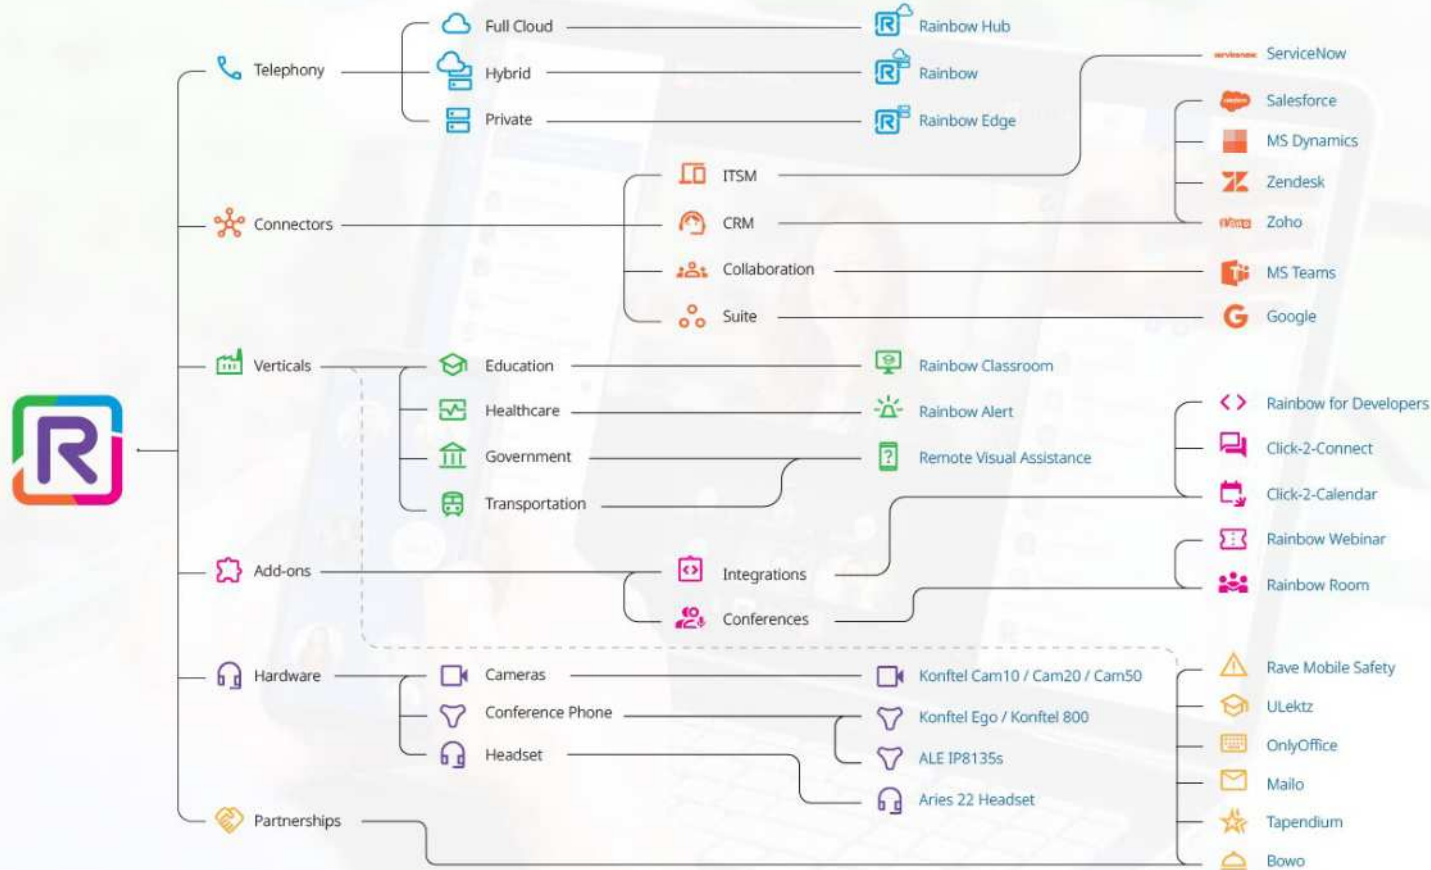 R
Telephony
Full Cloud
Rainbow Hub
Hybrid
Rainbow
Private
Rainbow Edge
Connectors
ITSM
servicenow
ServiceNow
CRM
Salesforce
MS Dynamics
Zendesk
Zoho
Collaboration
MS Teams
Suite
Google
Verticals
Education
Rainbow Classroom
Healthcare
Rainbow Alert
Government
Remote Visual Assistance
Transportation
Add-ons
Integrations
Rainbow for Developers
Click-2-Connect
Click-2-Calendar
Conferences
Rainbow Webinar
Rainbow Room
Hardware
Cameras
Konftel Cam10 / Cam20 / Cam50
Conference Phone
Konftel Ego / Konftel 800
ALE IP8135s
Headset
Aries 22 Headset
Partnerships
Rave Mobile Safety
ULektz
OnlyOffice
Mailo
Tapendium
Bowo